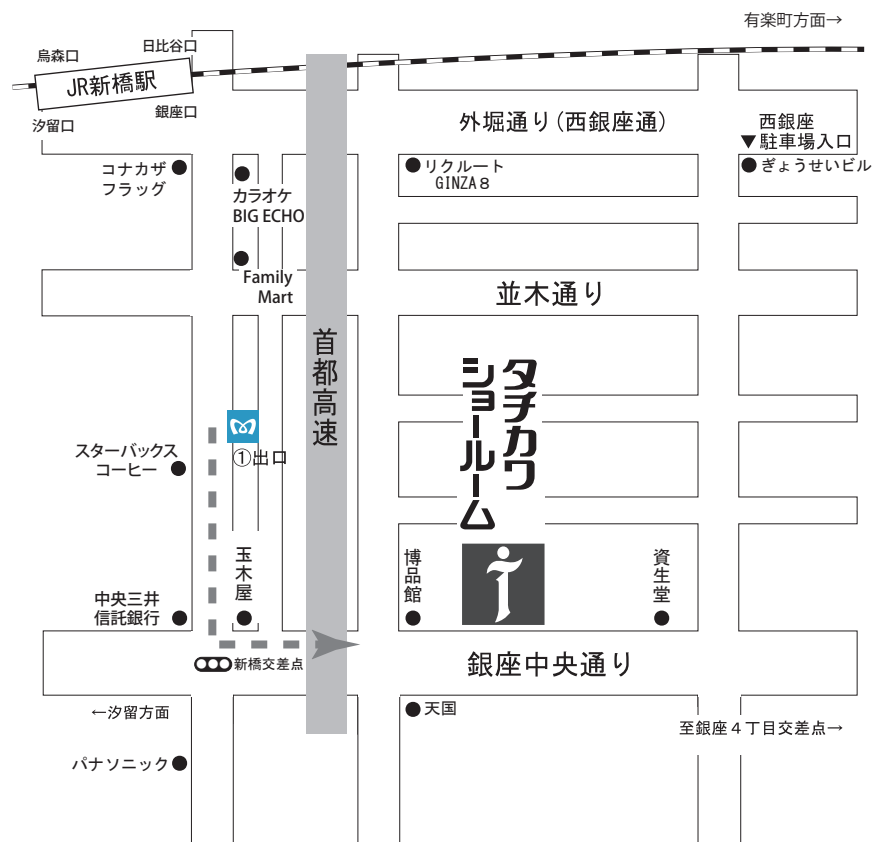 有楽町方面→
日比谷口
烏森口
JR新橋駅
銀座口
汐留口
外堀通り(西銀座通)
西銀座
▼駐車場入口
ぎょうせいビル
コナカザ
フラッグ
カラオケ
BIG ECHO
リクルート
GINZA8
Family
Mart
並木通り
首都高速
タチカワ
ショールーム
スターバックス
コーヒー
①出口
玉木屋
博品館
資生堂
中央三井
信託銀行
新橋交差点
銀座中央通り
←汐留方面
天国
至銀座4丁目交差点→
パナソニック